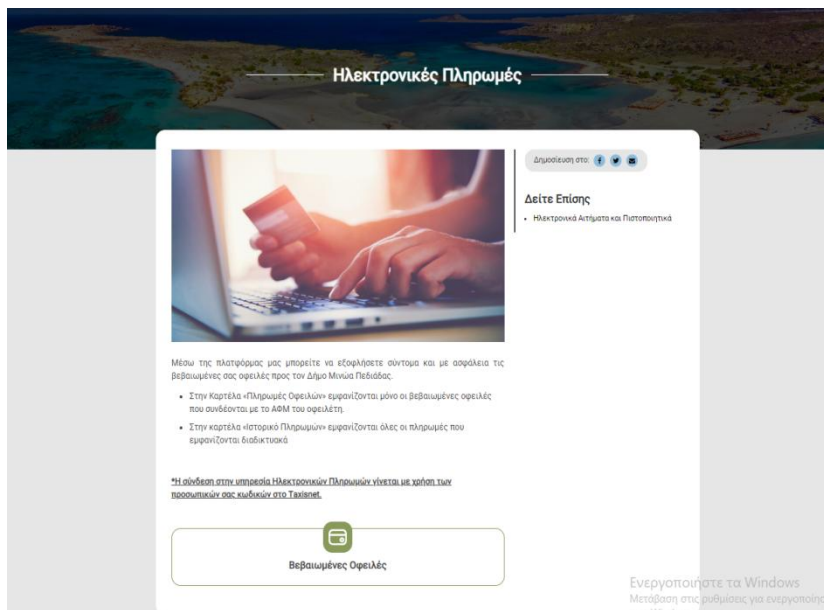 Ηλεκτρονικές Πληρωμές
Δημοσίευση στο:
Δείτε Επίσης
• Ηλεκτρονικά Αιτήματα και Πιστοποιητικά
Μέσω της πλατφόρμας μας μπορείτε να εξοφλήσετε σύντομα και με ασφάλεια τις
βεβαιωμένες σας οφειλές προς τον Δήμο Μινώα Πεδιάδας.
• Στην Καρτέλα «Πληρωμές Οφειλών» εμφανίζονται μόνο οι βεβαιωμένες οφειλές
που συνδέονται με το ΑΦΜ του οφειλέτη.
• Στην καρτέλα «Ιστορικό Πληρωμών» εμφανίζονται όλες οι πληρωμές που
εμφανίζονται διαδικτυακά
*Η σύνδεση στην υπηρεσία Ηλεκτρονικών Πληρωμών γίνεται με χρήση των
προσωπικών σας κωδικών στο Taxisnet.
Βεβαιωμένες Οφειλές
Ενεργοποιήστε τα Windows
Μετάβαση στις ρυθμίσεις για ενεργοποίησ